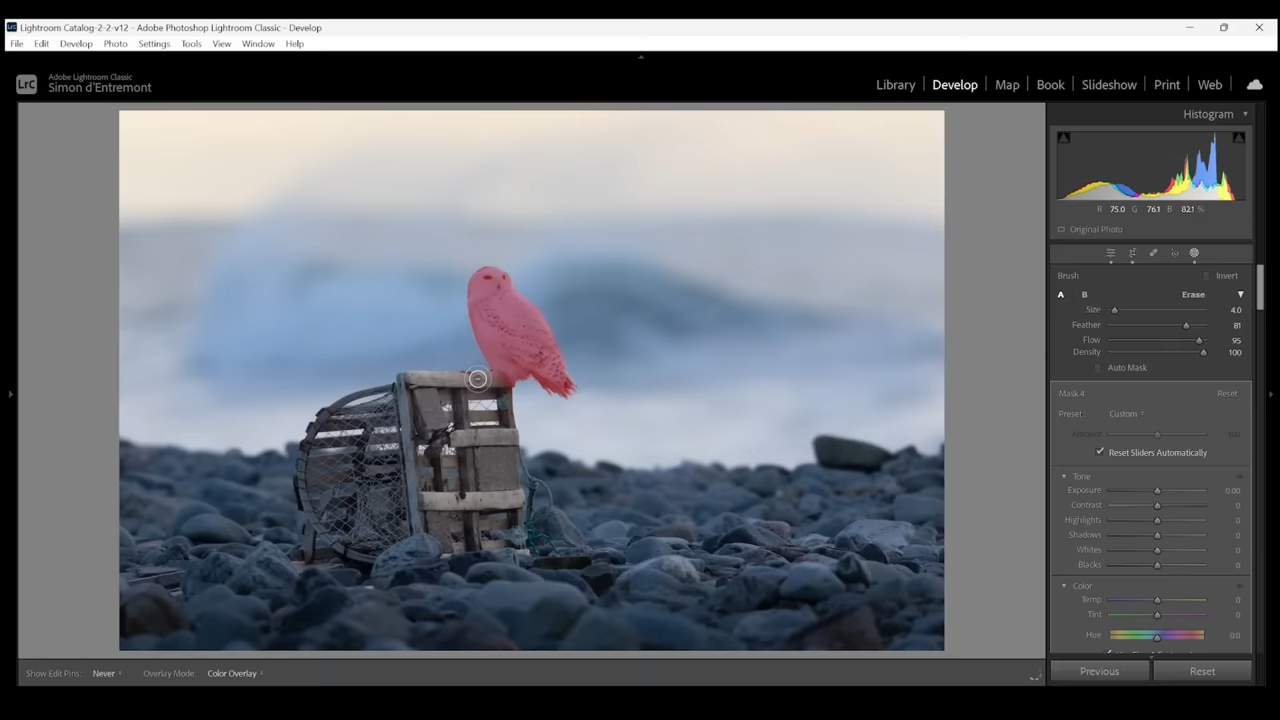 Lightroom Catalog-2-2-v12 - Adobe Photoshop Lightroom Classic - Develop
File Edit Develop Photo Settings Tools View Window Help
LrC Adobe Lightroom Classic
Simon d'Entremont
Library Develop Map Book Slideshow Print Web
Histogram
R 75.0 G 76.1 B 82.1 %
Original Photo
Brush Invert
A B Erase
Size 4.0
Feather 81
Flow 95
Density 100
Auto Mask
Mask 4 Reset
Preset: Custom
Amount 100
Reset Sliders Automatically
Tone
Exposure 0.00
Contrast 0
Highlights 0
Shadows 0
Whites 0
Blacks 0
Color
Temp 0
Tint 0
Hue 0.0
Show Edit Pins: Never Overlay Mode: Color Overlay
Previous Reset